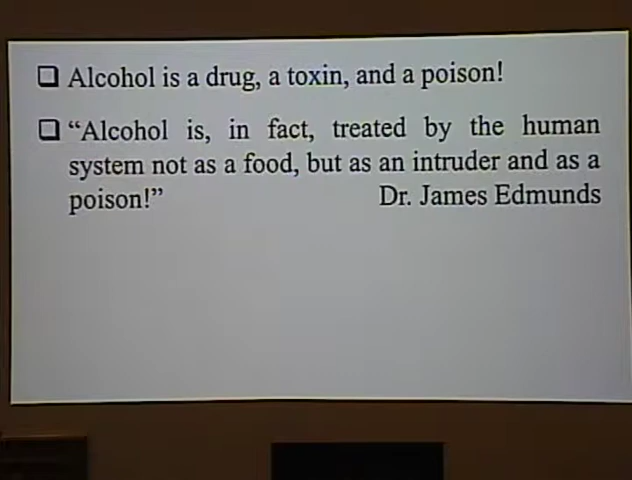 ❑ Alcohol is a drug, a toxin, and a poison!
❑ “Alcohol is, in fact, treated by the human
system not as a food, but as an intruder and as a
poison!” Dr. James Edmunds